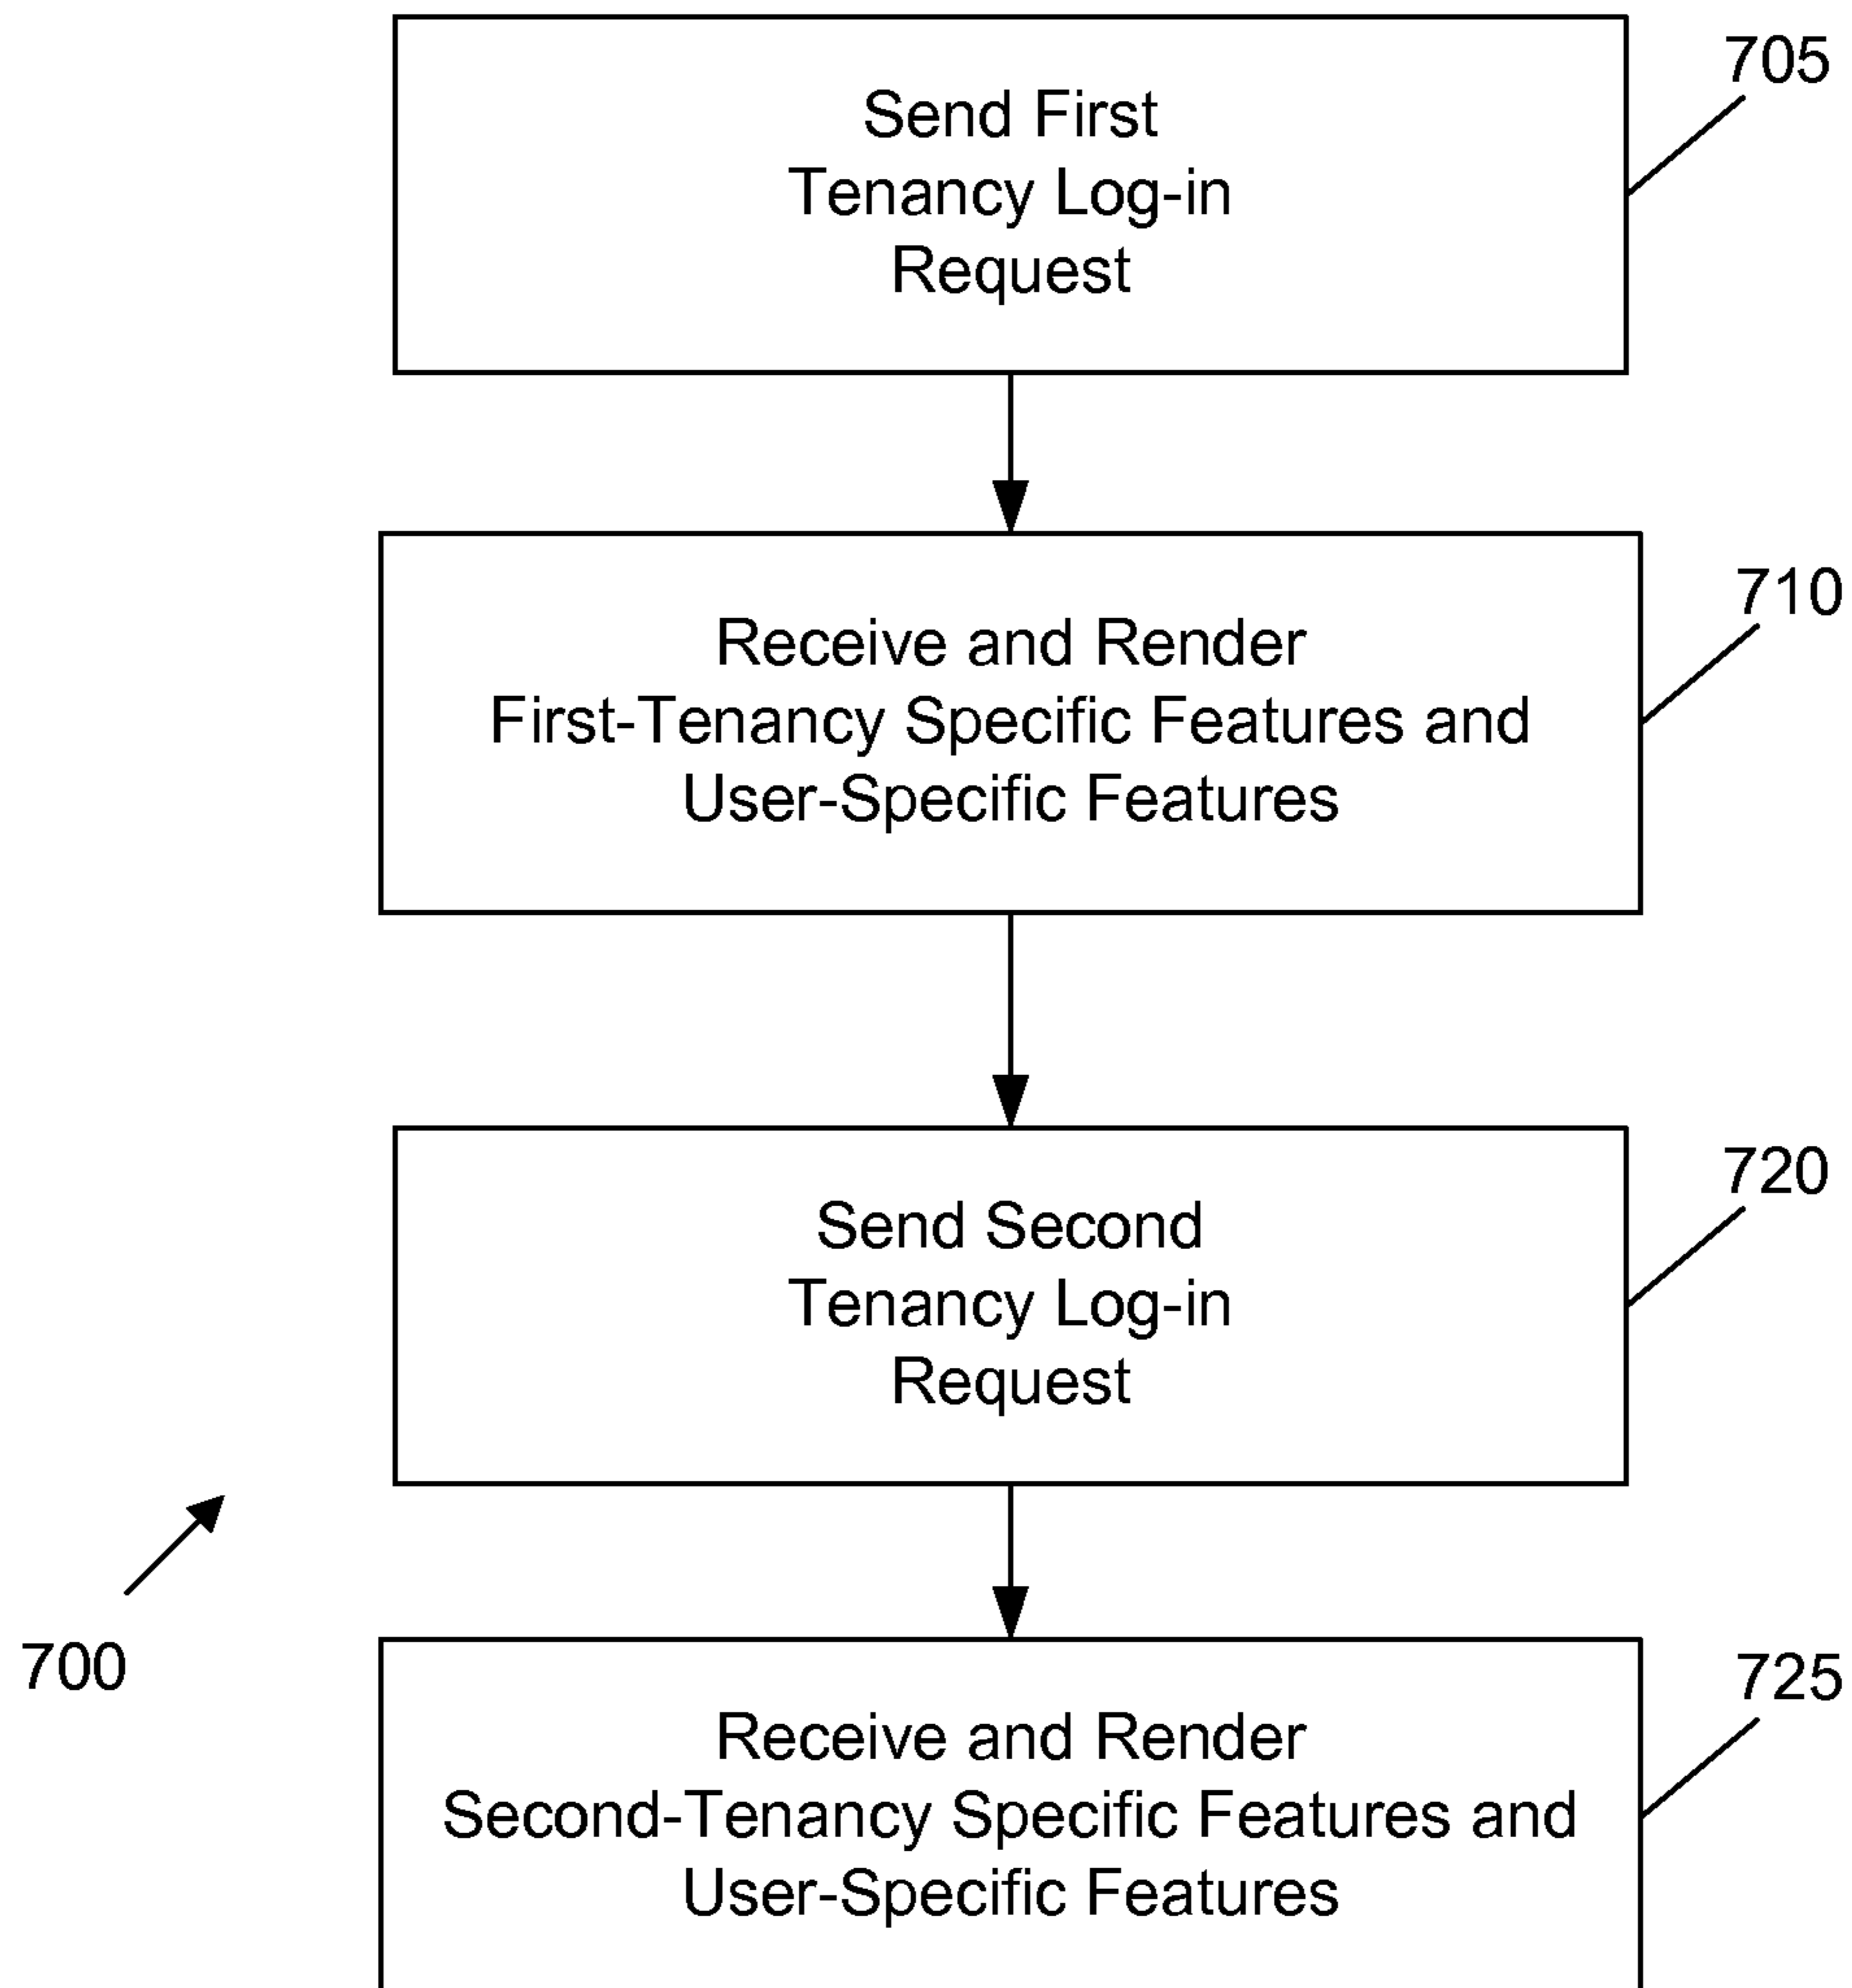 705
Send First
Tenancy Log-in
Request
710
Receive and Render
First-Tenancy Specific Features and
User-Specific Features
720
Send Second
Tenancy Log-in
Request
700
725
Receive and Render
Second-Tenancy Specific Features and
User-Specific Features